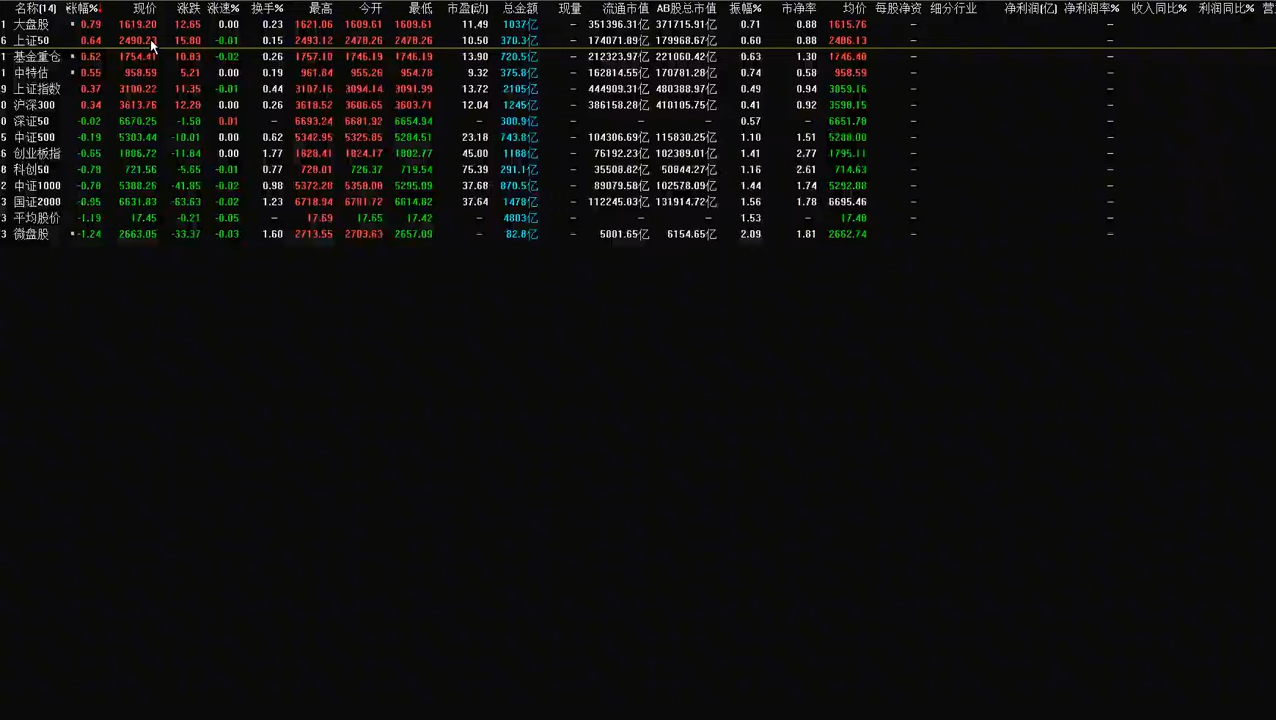 名称(14) 涨幅%↓ 现价 涨跌 涨速% 换手% 最高 今开 最低 市盈(动) 总金额 现量 流通市值 AB股总市值 振幅% 市净率 均价 每股净资 细分行业 净利润(亿) 净利润率% 收入同比% 利润同比% 营
1 大盘股 0.79 1619.20 12.65 0.00 0.23 1621.06 1609.61 1609.61 11.49 1037亿 — 351396.31亿 371715.91亿 0.71 0.88 1615.76 — —
6 上证50 0.64 15.80 -0.01 0.15 2493.12 2478.26 2478.26 10.50 370.3亿 — 174071.89亿 179968.67亿 0.60 0.88 2486.13 — —
1 基金重仓 0.62 1754.41 10.83 -0.02 0.26 1757.10 1746.19 1746.19 13.90 720.5亿 — 212323.97亿 221060.42亿 0.63 1.30 1746.40 — —
1 中特估 0.55 958.59 5.21 0.00 0.19 961.84 955.26 954.78 9.32 375.8亿 — 162814.55亿 170781.28亿 0.74 0.58 958.59 — —
9 上证指数 0.37 3100.22 11.35 -0.01 0.44 3107.16 3094.14 3091.99 13.72 2105亿 — 444909.31亿 480388.97亿 0.49 0.94 3059.16 — —
0 沪深300 0.34 3613.76 12.28 0.00 0.26 3618.52 3606.65 3603.71 12.04 1245亿 — 386158.28亿 410105.75亿 0.41 0.92 3598.15 — —
0 深证50 -0.02 6670.25 -1.58 0.01 — 6693.24 6681.92 6654.94 — 300.9亿 — — — 0.57 — 6651.78 — —
5 中证500 -0.19 -10.01 0.00 0.62 5342.95 5325.85 5284.51 23.18 743.8亿 — 104306.69亿 115830.25亿 1.10 1.51 5288.00 — —
6 创业板指 -0.65 1806.72 -11.84 0.00 1.77 1828.41 1824.17 1802.77 45.00 1168亿 — 76192.23亿 102389.01亿 1.41 2.77 1795.11 — —
8 科创50 -0.78 721.56 -5.65 -0.01 0.77 728.01 726.37 719.54 75.39 291.1亿 — 35500.82亿 50844.27亿 1.16 2.61 714.63 — —
2 中证1000 -0.78 -41.85 -0.02 0.98 5372.28 5295.09 37.68 870.5亿 — 89079.58亿 102578.09亿 1.44 1.74 5292.88 — —
3 国证2000 -0.95 6631.83 -63.63 -0.02 1.23 6718.94 6701.72 6614.82 37.64 1478亿 — 112245.03亿 131914.72亿 1.56 1.78 6695.46 — —
3 平均股价 -1.19 17.45 -0.21 -0.05 — 17.69 17.65 17.42 — 4803亿 — — — 1.53 — 17.40 — —
3 微盘股 -1.24 2663.05 -33.37 -0.03 1.60 2713.55 2703.63 2657.09 — 82.8亿 — 5001.65亿 6154.65亿 2.09 1.81 2662.74 — —